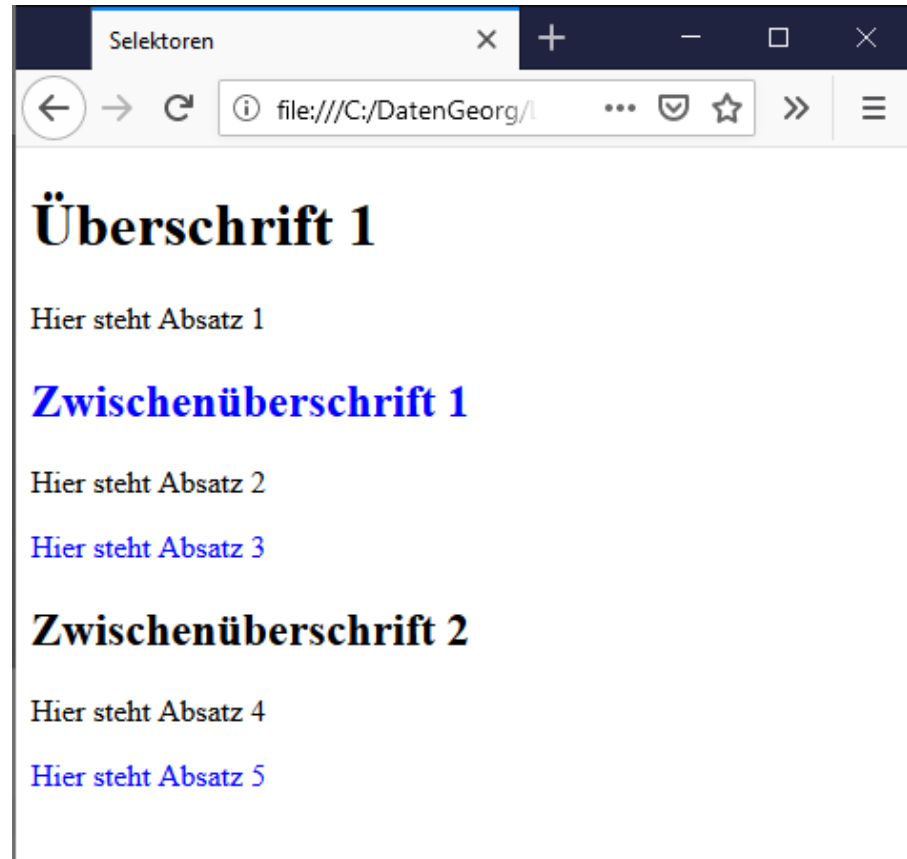 Selektoren
file:///C:/DatenGeorg/
Überschrift 1
Hier steht Absatz 1
Zwischenüberschrift 1
Hier steht Absatz 2
Hier steht Absatz 3
Zwischenüberschrift 2
Hier steht Absatz 4
Hier steht Absatz 5